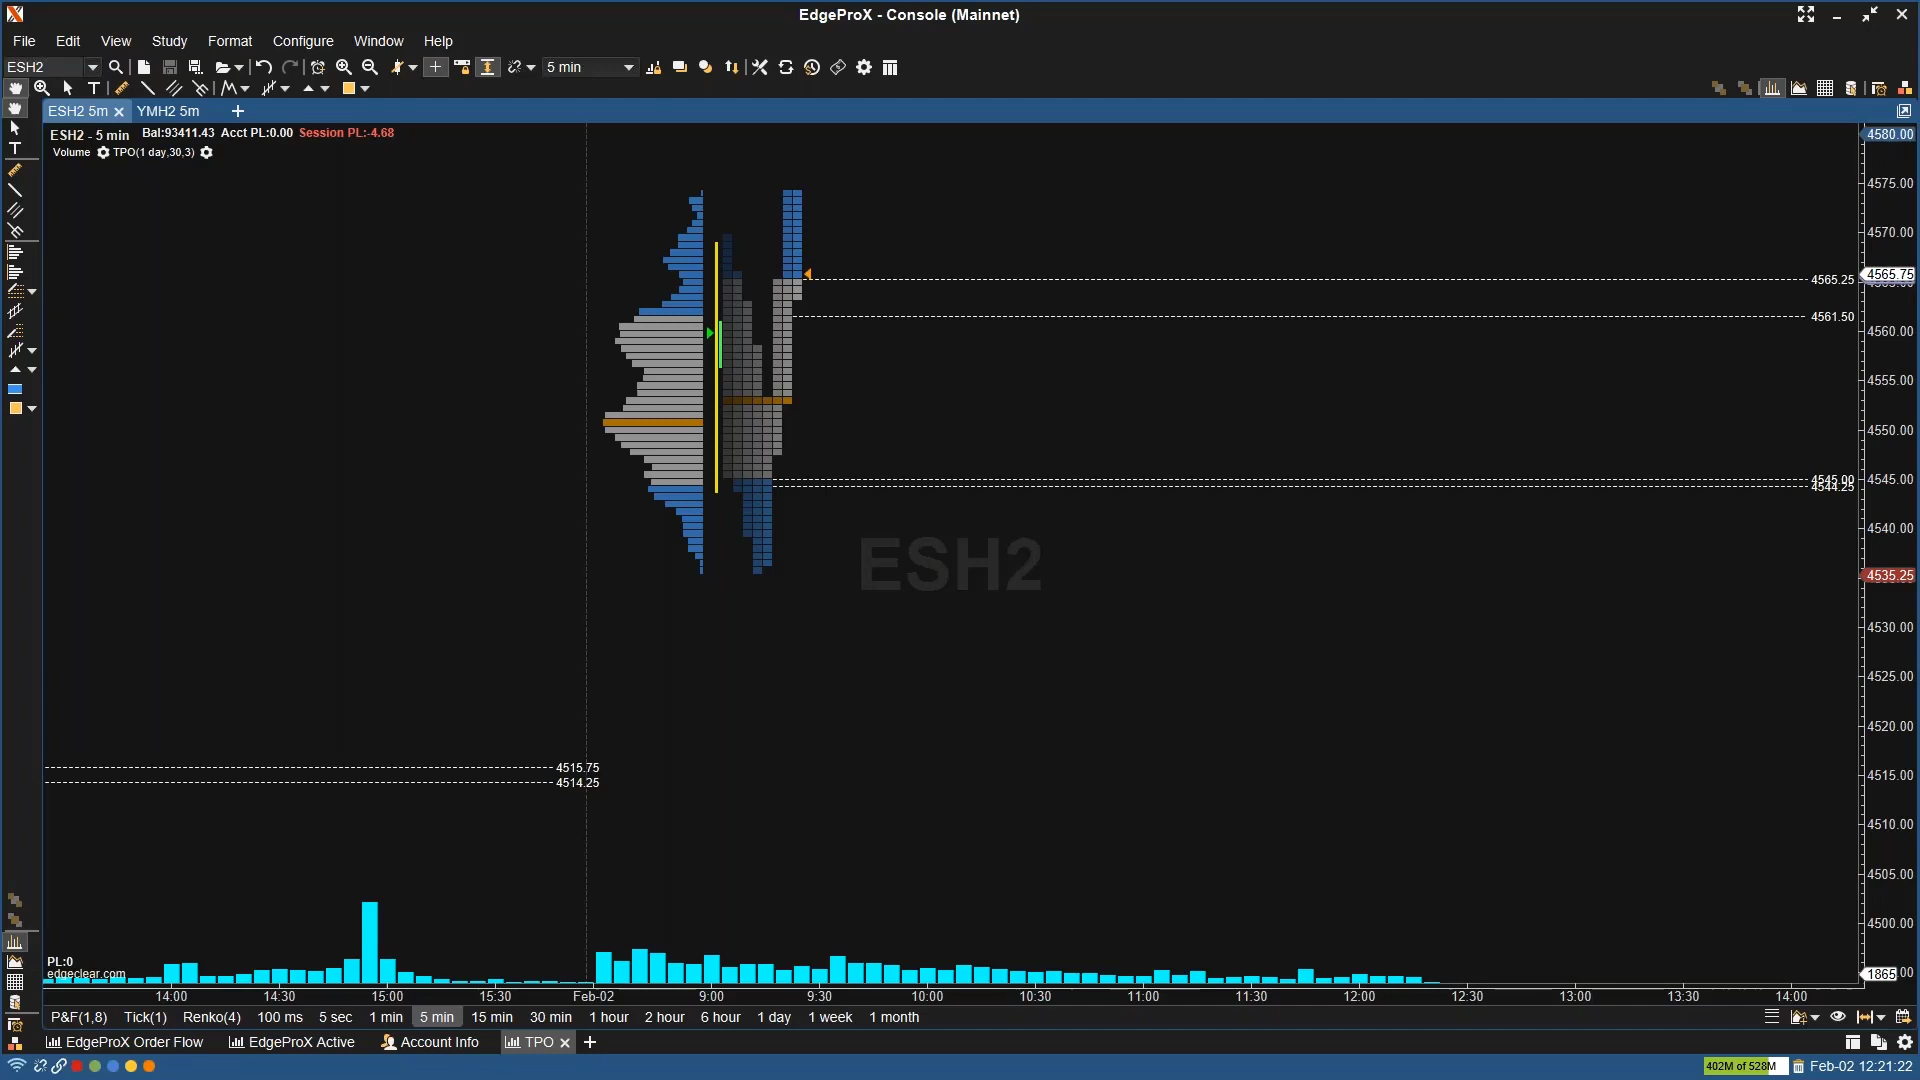 EdgeProX - Console (Mainnet)
File Edit View Study Format Configure Window Help
ESH2 5 min
ESH2 5m YMH2 5m
ESH2 - 5 min Bal:93411.43 Acct PL:0.00 Session PL:-4.68
Volume TPO(1 day,30,3)
4580.00
4575.00
4570.00
4565.75
4565.25
4561.50
4560.00
4555.00
4550.00
4545.00
4545.00
4544.25
4540.00
ESH2
4535.25
4530.00
4525.00
4520.00
4515.75
4515.00
4514.25
4510.00
4505.00
4500.00
PL:0
edgeclear.com
1865
14:00 14:30 15:00 15:30 Feb-02 9:00 9:30 10:00 10:30 11:00 11:30 12:00 12:30 13:00 13:30 14:00
P&F(1,8) Tick(1) Renko(4) 100 ms 5 sec 1 min 5 min 15 min 30 min 1 hour 2 hour 6 hour 1 day 1 week 1 month
EdgeProX Order Flow EdgeProX Active Account Info TPO
402M of 528M Feb-02 12:21:22